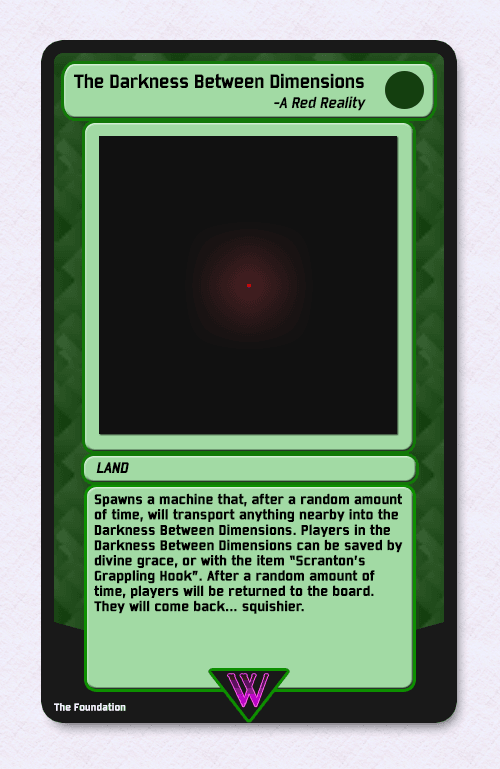 The Darkness Between Dimensions
-A Red Reality
LAND
Spawns a machine that, after a random amount
of time, will transport anything nearby into the
Darkness Between Dimensions. Players in the
Darkness Between Dimensions can be saved by
divine grace, or with the item "Scranton's
Grappling Hook". After a random amount of
time, players will be returned to the board.
They will come back... squishier.
W
The Foundation